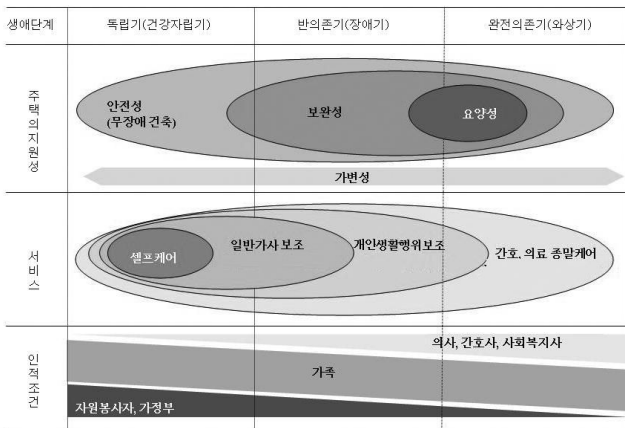 생애단계 독립기(건강자립기) 반의존기(장애기) 완전의존기(와상기)
주택의지원성
안전성
(무장애 건축)
보완성
요양성
가변성
서비스
셀프케어
일반가사 보조
개인생활행위보조
간호, 의료 종말케어
인적조건
의사, 간호사, 사회복지사
가족
자원봉사자, 가정부